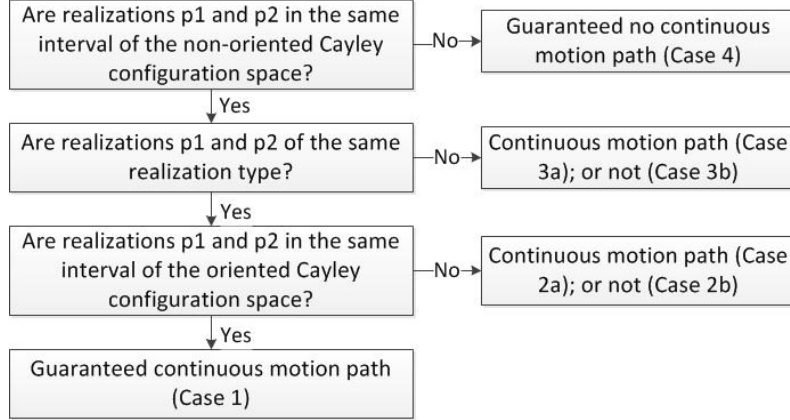 Are realizations p1 and p2 in the same
interval of the non-oriented Cayley
configuration space?
No
Guaranteed no continuous
motion path (Case 4)
Yes
Are realizations p1 and p2 of the same
realization type?
No
Continuous motion path (Case
3a); or not (Case 3b)
Yes
Are realizations p1 and p2 in the same
interval of the oriented Cayley
configuration space?
No
Continuous motion path (Case
2a); or not (Case 2b)
Yes
Guaranteed continuous motion path
(Case 1)